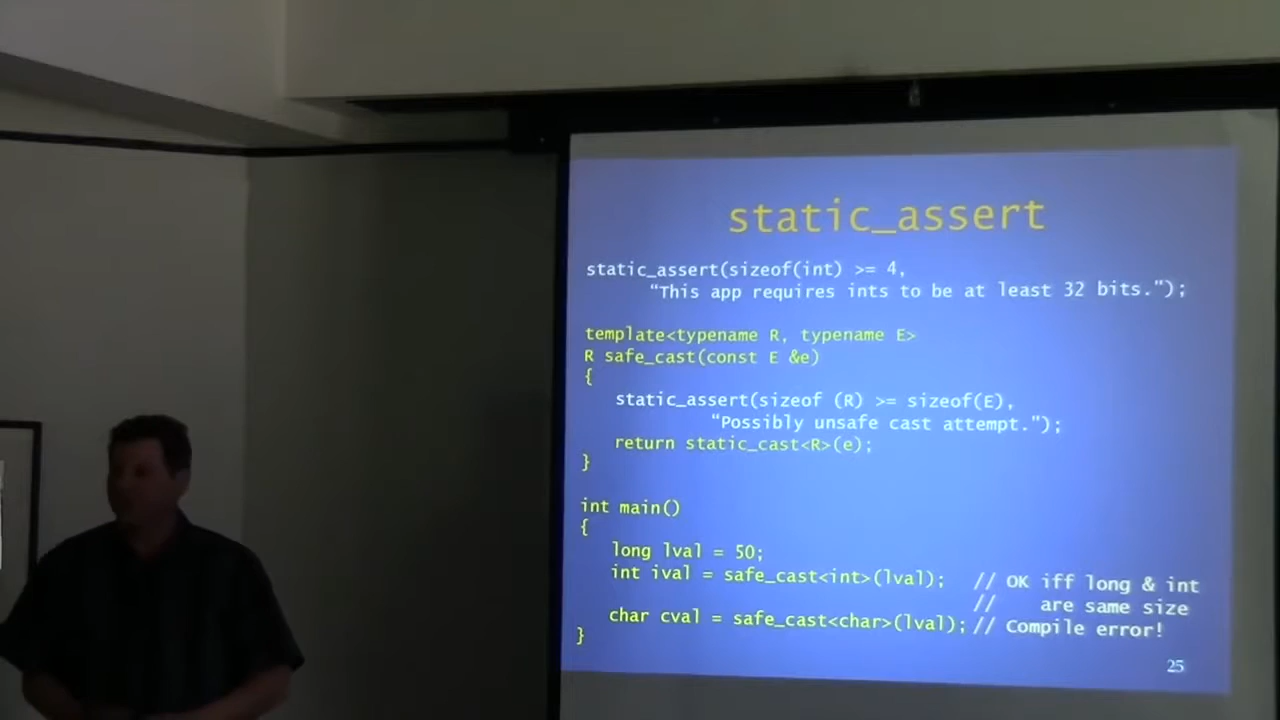 static_assert
static_assert(sizeof(int) >= 4,
“This app requires ints to be at least 32 bits.”);
template<typename R, typename E>
R safe_cast(const E &e)
{
static_assert(sizeof (R) >= sizeof(E),
“Possibly unsafe cast attempt.”);
return static_cast<R>(e);
}
int main()
{
long lval = 50;
int ival = safe_cast<int>(lval); // OK iff long & int
// are same size
char cval = safe_cast<char>(lval); // Compile error!
}
25